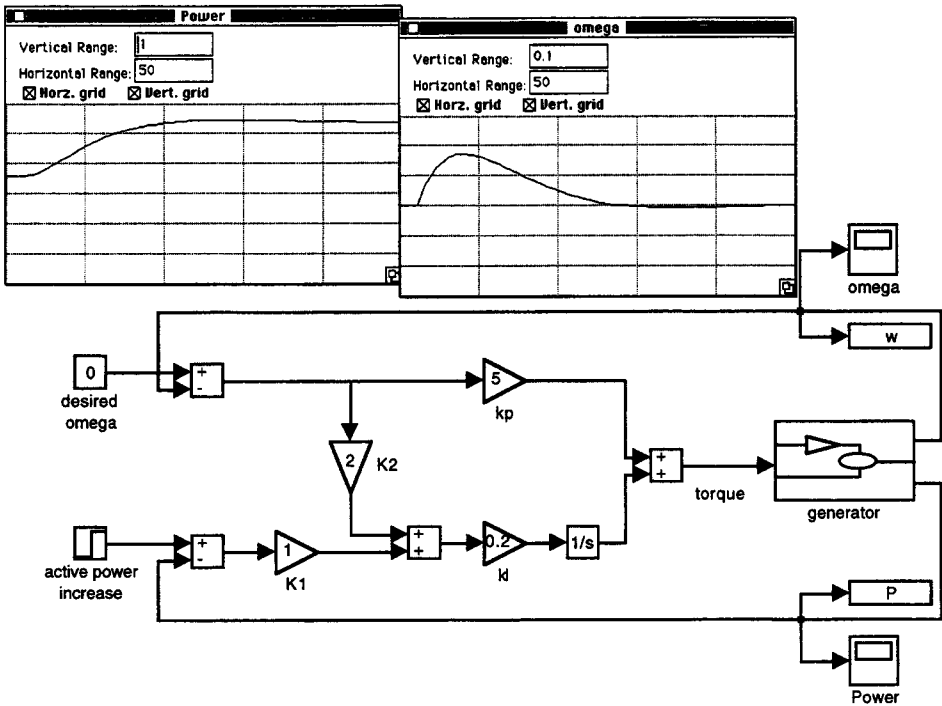 Power
Vertical Range: 1
Horizontal Range: 50
Horz. grid Vert. grid
omega
Vertical Range: 0.1
Horizontal Range: 50
Horz. grid Vert. grid
omega
w
0
+
-
desired
omega
5
kp
2
K2
+
+
torque
generator
active power
increase
+
-
1
K1
+
+
0.2
kI
1/s
P
Power